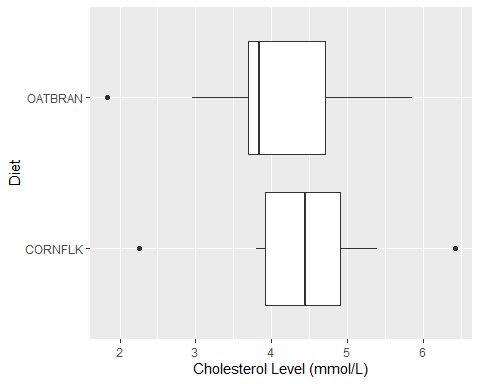 OATBRAN
CORNFLK
Diet
2 3 4 5 6
Cholesterol Level (mmol/L)